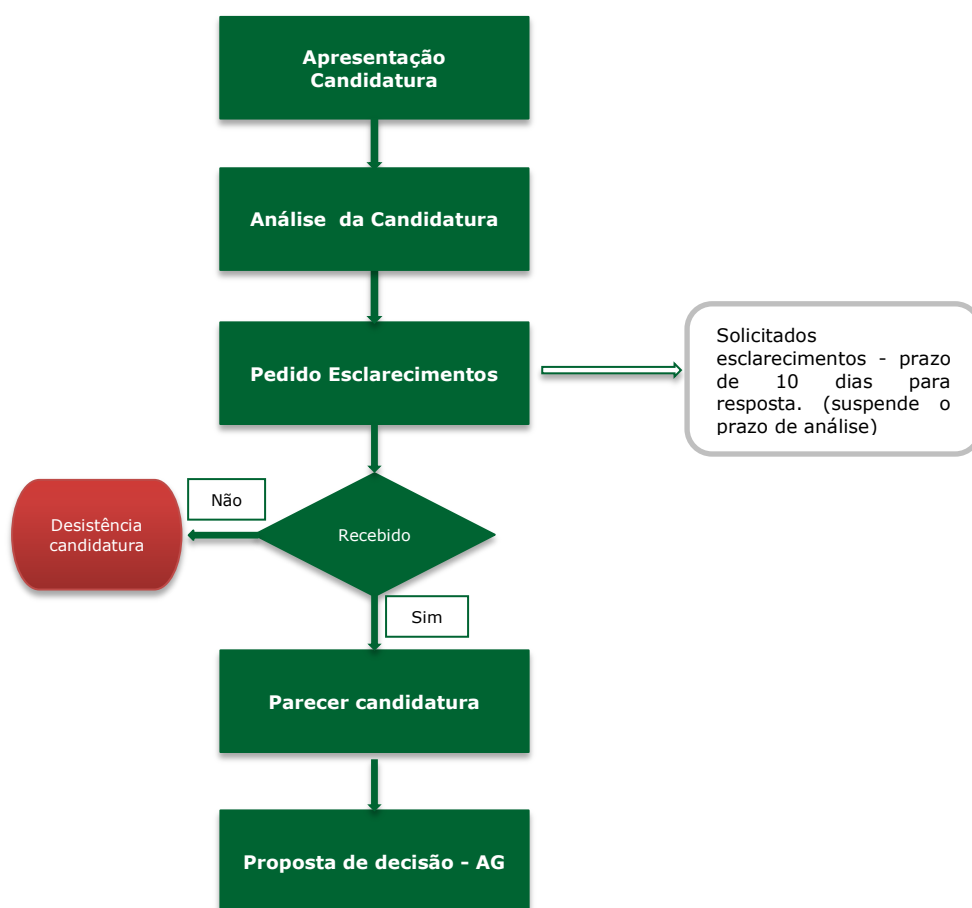 Apresentação
Candidatura
Análise da Candidatura
Pedido Esclarecimentos
Solicitados
esclarecimentos - prazo
de 10 dias para
resposta. (suspende o
prazo de análise)
Não
Desistência
candidatura
Recebido
Sim
Parecer candidatura
Proposta de decisão - AG